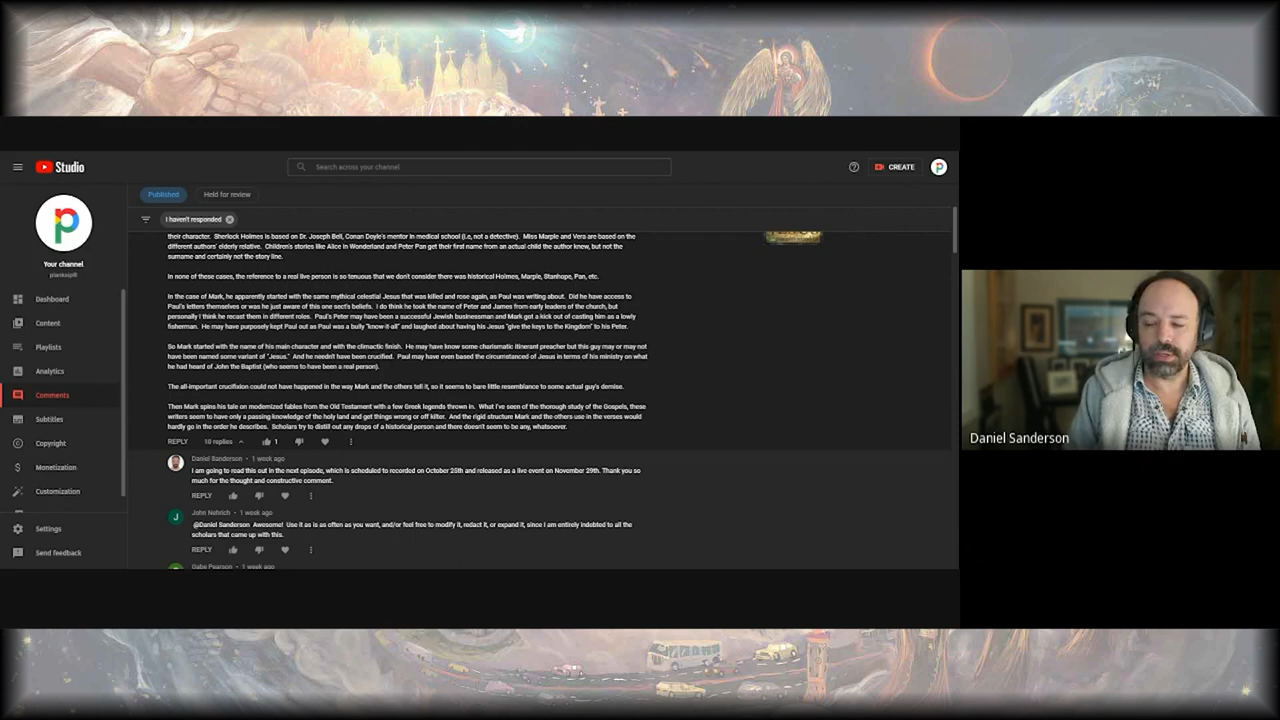 Studio
Search across your channel
CREATE
Published
Held for review
I haven't responded
Your channel
planksip®
Dashboard
Content
Playlists
Analytics
Comments
Subtitles
Copyright
Monetization
Customization
Settings
Send feedback
their character. Sherlock Holmes is based on Dr. Joseph Bell, Conan Doyle's mentor in medical school (i.e, not a detective). Miss Marple and Vera are based on the
different authors' elderly relative. Children's stories like Alice in Wonderland and Peter Pan get their first name from an actual child the author knew, but not the
surname and certainly not the story line.
In none of these cases, the reference to a real live person is so tenuous that we don't consider there was historical Holmes, Marple, Stanhope, Pan, etc.
In the case of Mark, he apparently started with the same mythical celestial Jesus that was killed and rose again, as Paul was writing about. Did he have access to
Paul's letters themselves or was he just aware of this one sect's beliefs. I do think he took the name of Peter and James from early leaders of the church, but
personally I think he recast them in different roles. Paul's Peter may have been a successful Jewish businessman and Mark got a kick out of casting him as a lowly
fisherman. He may have purposely kept Paul out as Paul was a bully "know-it-all" and laughed about having his Jesus "give the keys to the Kingdom" to his Peter.
So Mark started with the name of his main character and with the climactic finish. He may have know some charismatic itinerant preacher but this guy may or may not
have been named some variant of "Jesus." And he needn't have been crucified. Paul may have even based the circumstanced of Jesus in terms of his ministry on what
he had heard of John the Baptist (who seems to have been a real person).
The all-important crucifixion could not have happened in the way Mark and the others tell it, so it seems to bare little resemblance to some actual guy's demise.
Then Mark spins his tale on modernized fables from the Old Testament with a few Greek legends thrown in. What I've seen of the thorough study of the Gospels, these
writers seem to have only a passing knowledge of the holy land and get things wrong or off kilter. And the rigid structure Mark and the others use in the verses would
hardly go in the order he describes. Scholars try to distill out any drops of a historical person and there doesn't seem to be any, whatsoever.
REPLY 10 replies 1
Daniel Sanderson • 1 week ago
I am going to read this out in the next episode, which is scheduled to recorded on October 25th and released as a live event on November 29th. Thank you so
much for the thought and constructive comment.
REPLY
J
John Nehrich • 1 week ago
@Daniel Sanderson Awesome! Use it as is as often as you want, and/or feel free to modify it, redact it, or expand it, since I am entirely indebted to all the
scholars that came up with this.
REPLY
Gabe Pearson • 1 week ago
Daniel Sanderson